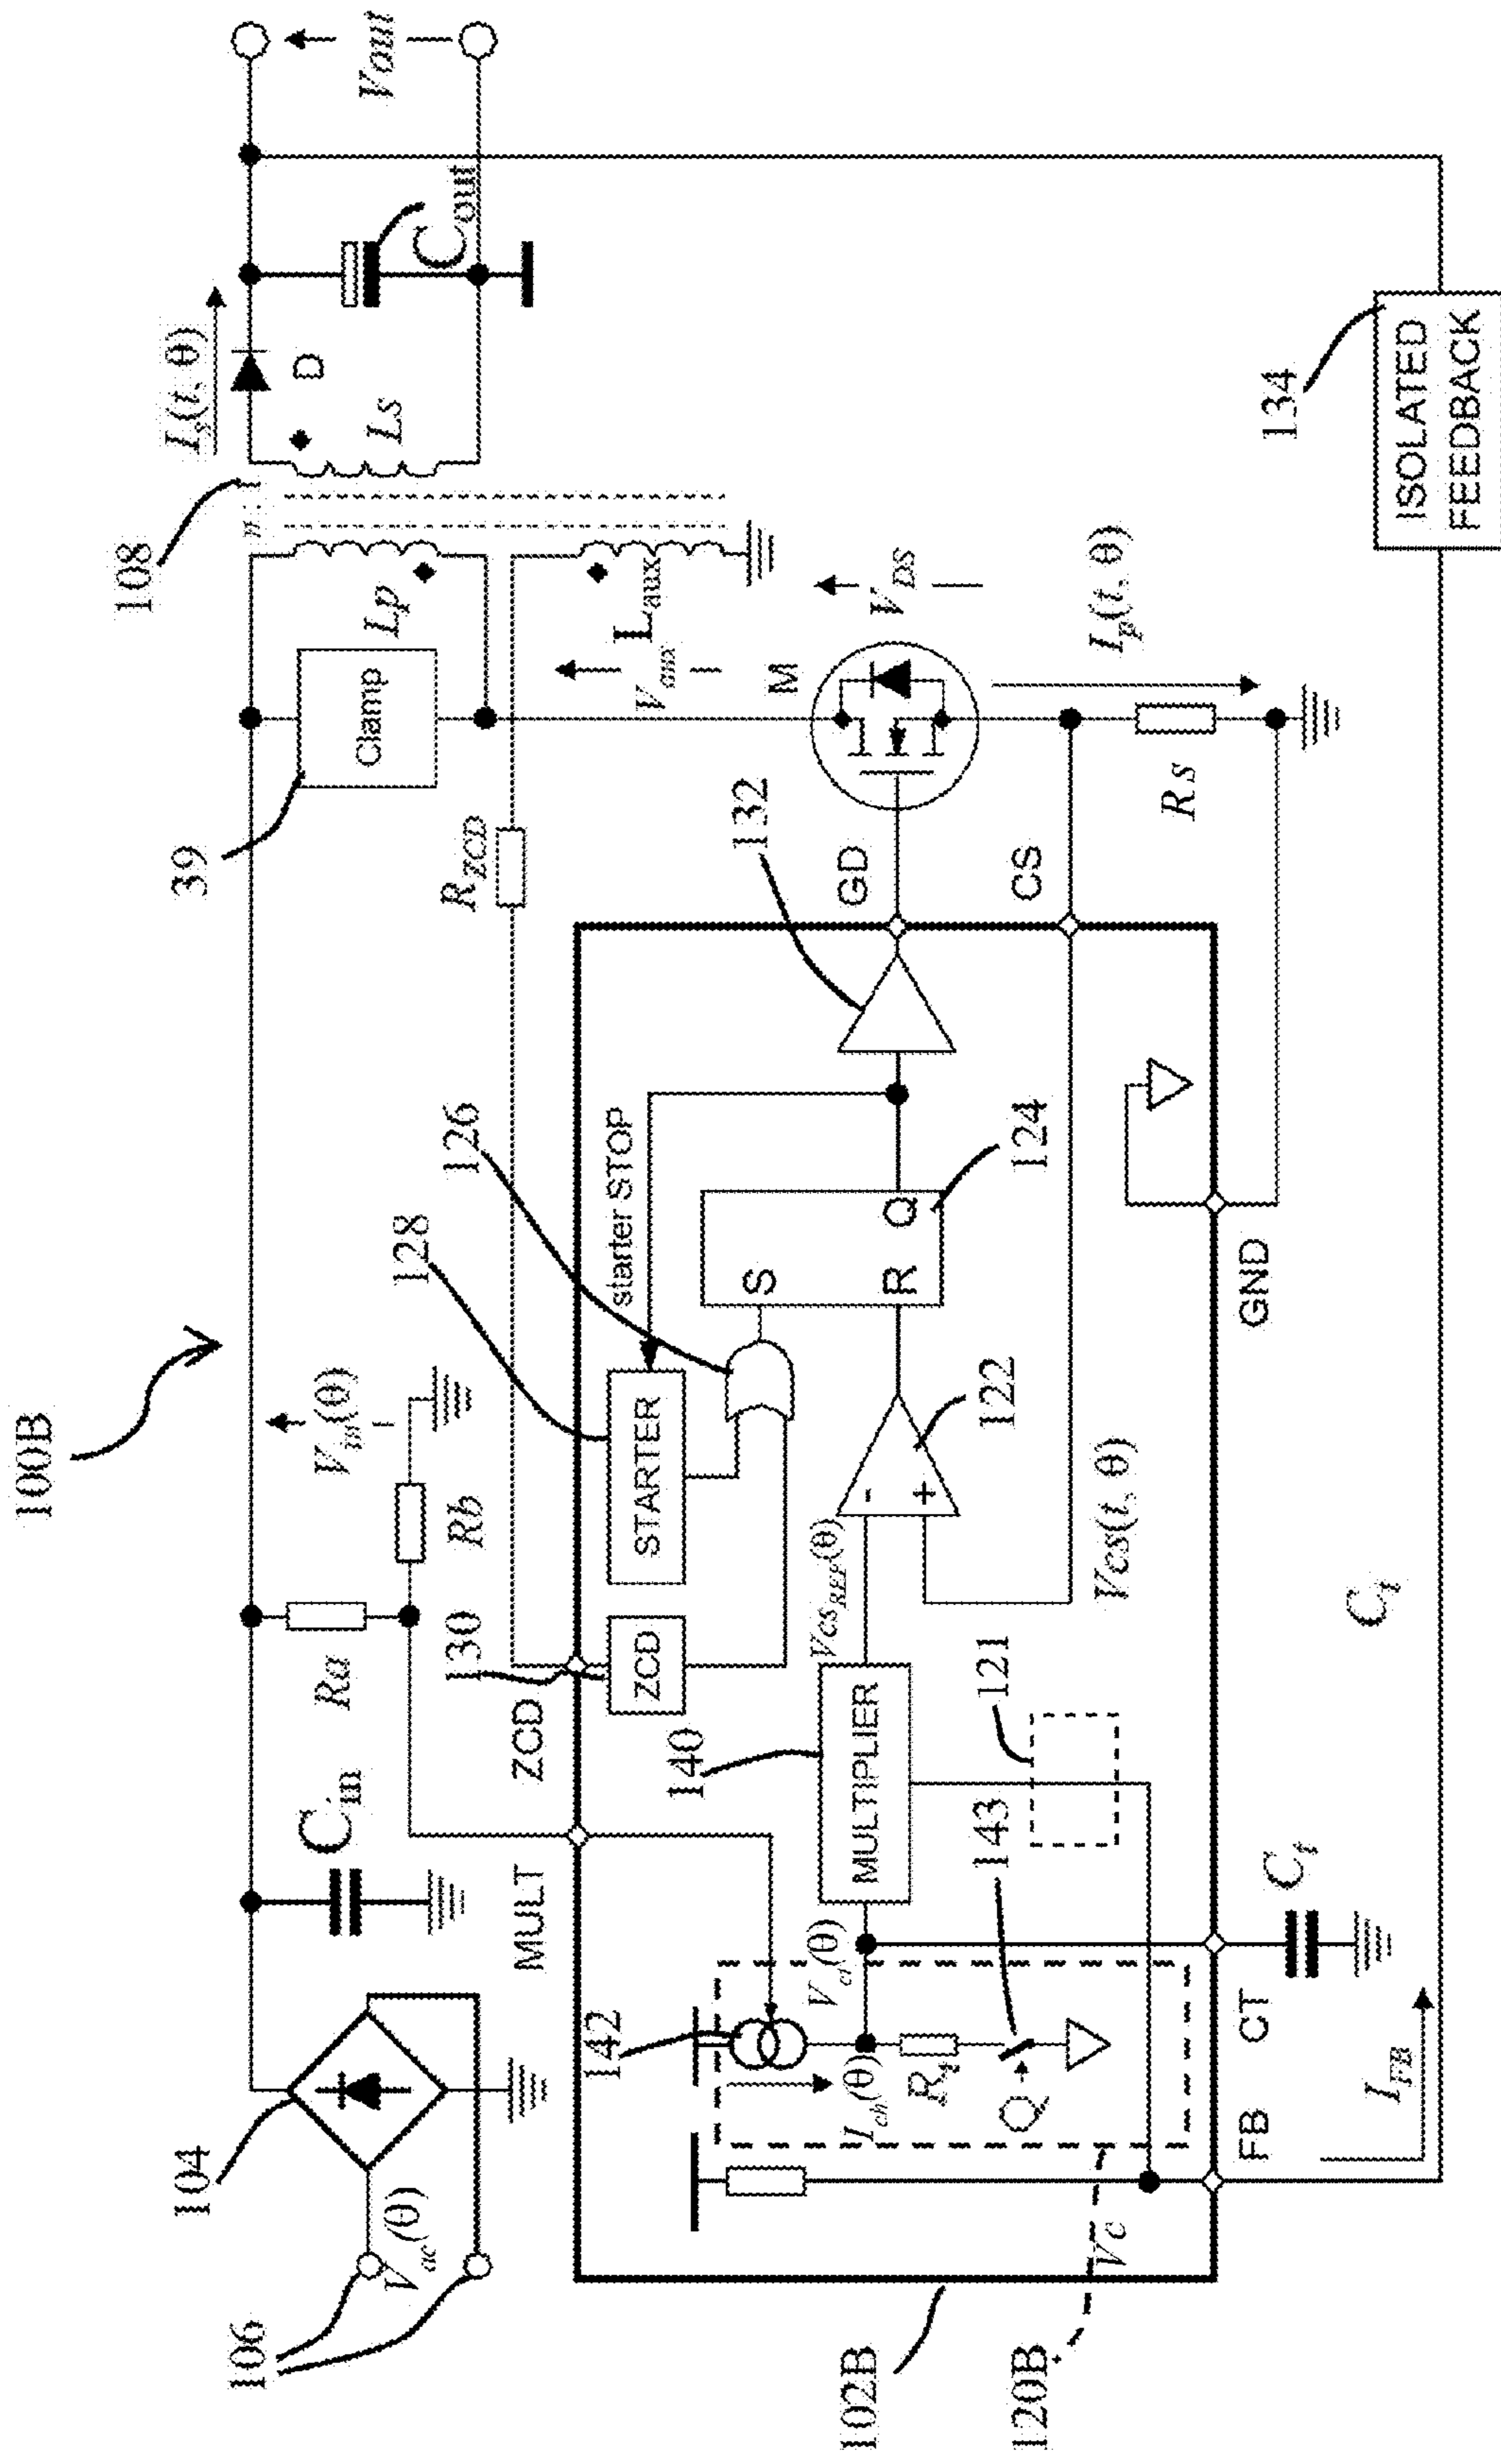 100B
106
Vac(θ)
104
Cin
Ra
Rb
Vin(θ)
39
Clamp
Lp
108
n : 1
Is(t, θ)
D
Ls
Cout
Vout
RZCD
Vaux
Laux
MULT
ZCD
130
128
126
142
ZCD
STARTER
starter STOP
132
M
VDS
GD
S
R
Q
124
140
MULTIPLIER
VcsREF(θ)
-
+
122
CS
Ip(t, θ)
Rs
Ich(θ)
Vct(θ)
Rt
Q
143
121
Vcs(t, θ)
Vc
FB
CT
GND
Ct
Ct
IFB
102B
120B
134
ISOLATED
FEEDBACK